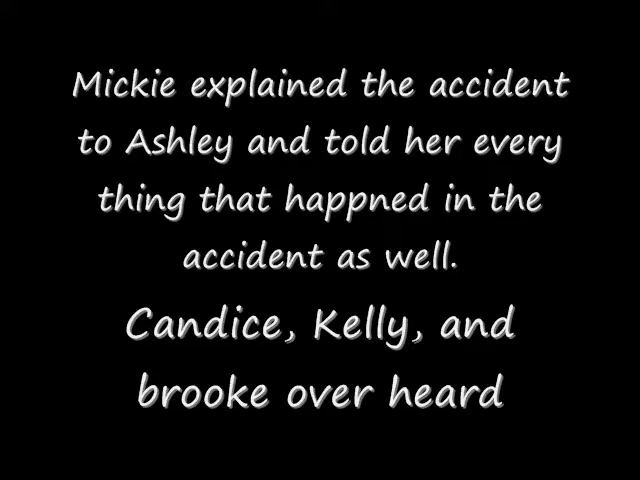 Mickie explained the accident
to Ashley and told her every
thing that happned in the
accident as well.
Candice, Kelly, and
brooke over heard